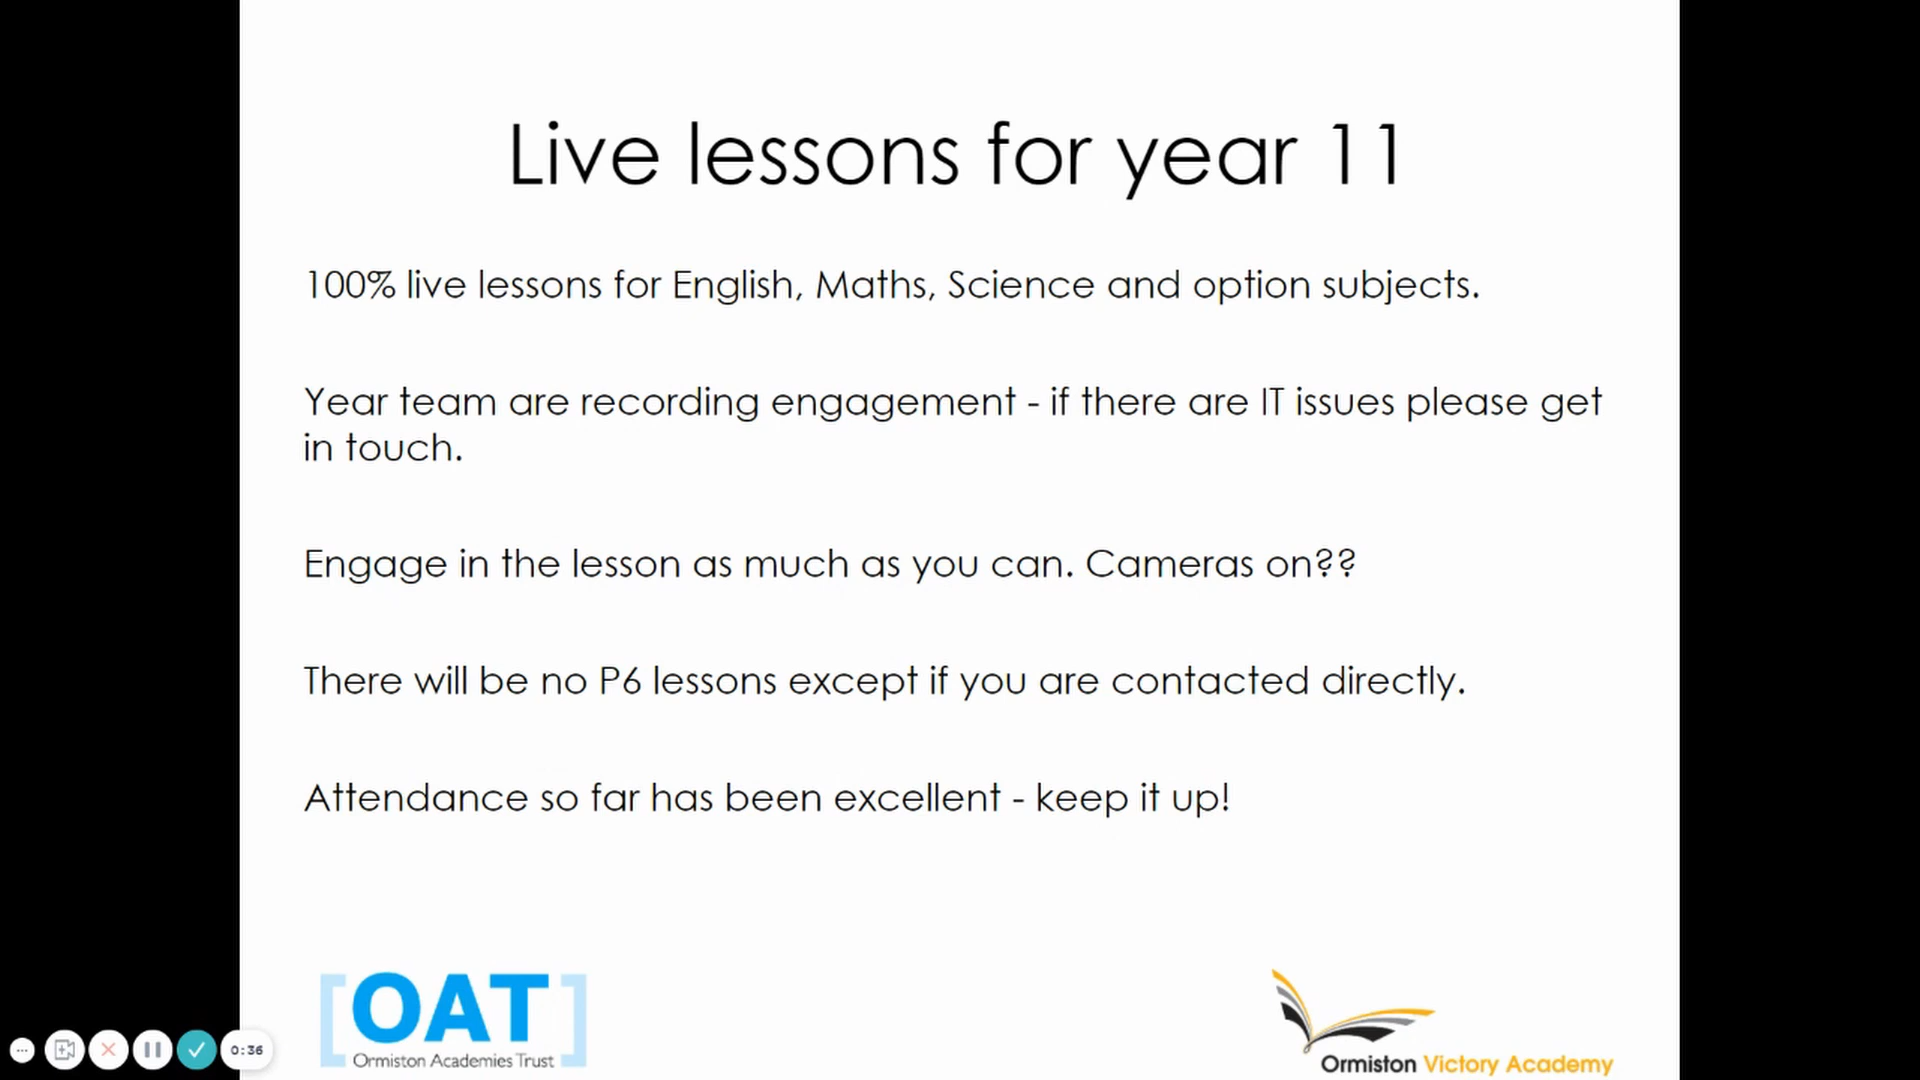 Live lessons for year 11
100% live lessons for English, Maths, Science and option subjects.
Year team are recording engagement - if there are IT issues please get
in touch.
Engage in the lesson as much as you can. Cameras on??
There will be no P6 lessons except if you are contacted directly.
Attendance so far has been excellent - keep it up!
[OAT]
Ormiston Academies Trust
Ormiston Victory Academy
0:36